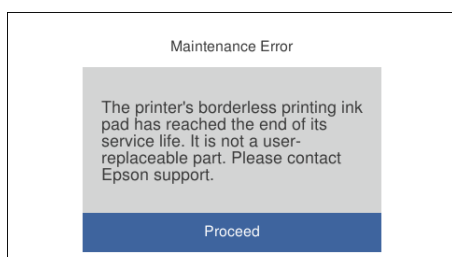 Maintenance Error
The printer's borderless printing ink
pad has reached the end of its
service life. It is not a user-
replaceable part. Please contact
Epson support.
Proceed